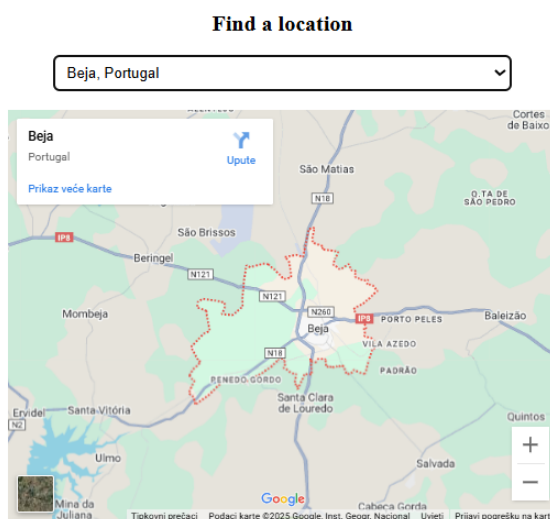 Find a location
Beja, Portugal
Cortes
de Baixo
Beja
Portugal
Upute
Prikaz veće karte
São Matias
N18
Q.TA DE
SÃO PEDRO
São Brissos
IP8
Beringel
N121
N121
Mombeja
N260
IP8
PORTO PELES
Baleizão
Beja
VILA AZEDO
N18
PADRÃO
PENEDO GORDO
Santa Clara
de Louredo
Ervidel
Santa Vitória
N2
Quintos
Ulmo
Salvada
Mina da
Juliana
Google
Cabeça Gorda
Tipkovni prečaci
Podaci karte ©2025 Google, Inst. Geogr. Nacional
Uvjeti
Prijavi pogrešku na kart